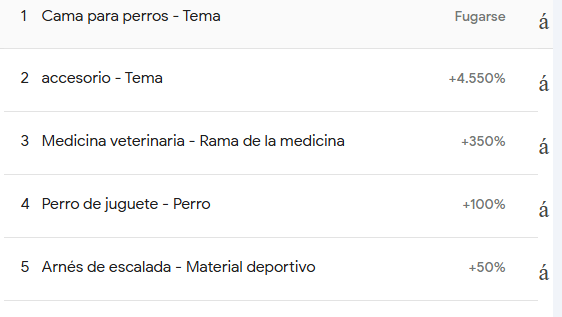 1 Cama para perros - Tema Fugarse á
2 accesorio - Tema +4.550% á
3 Medicina veterinaria - Rama de la medicina +350% á
4 Perro de juguete - Perro +100% á
5 Arnés de escalada - Material deportivo +50% á